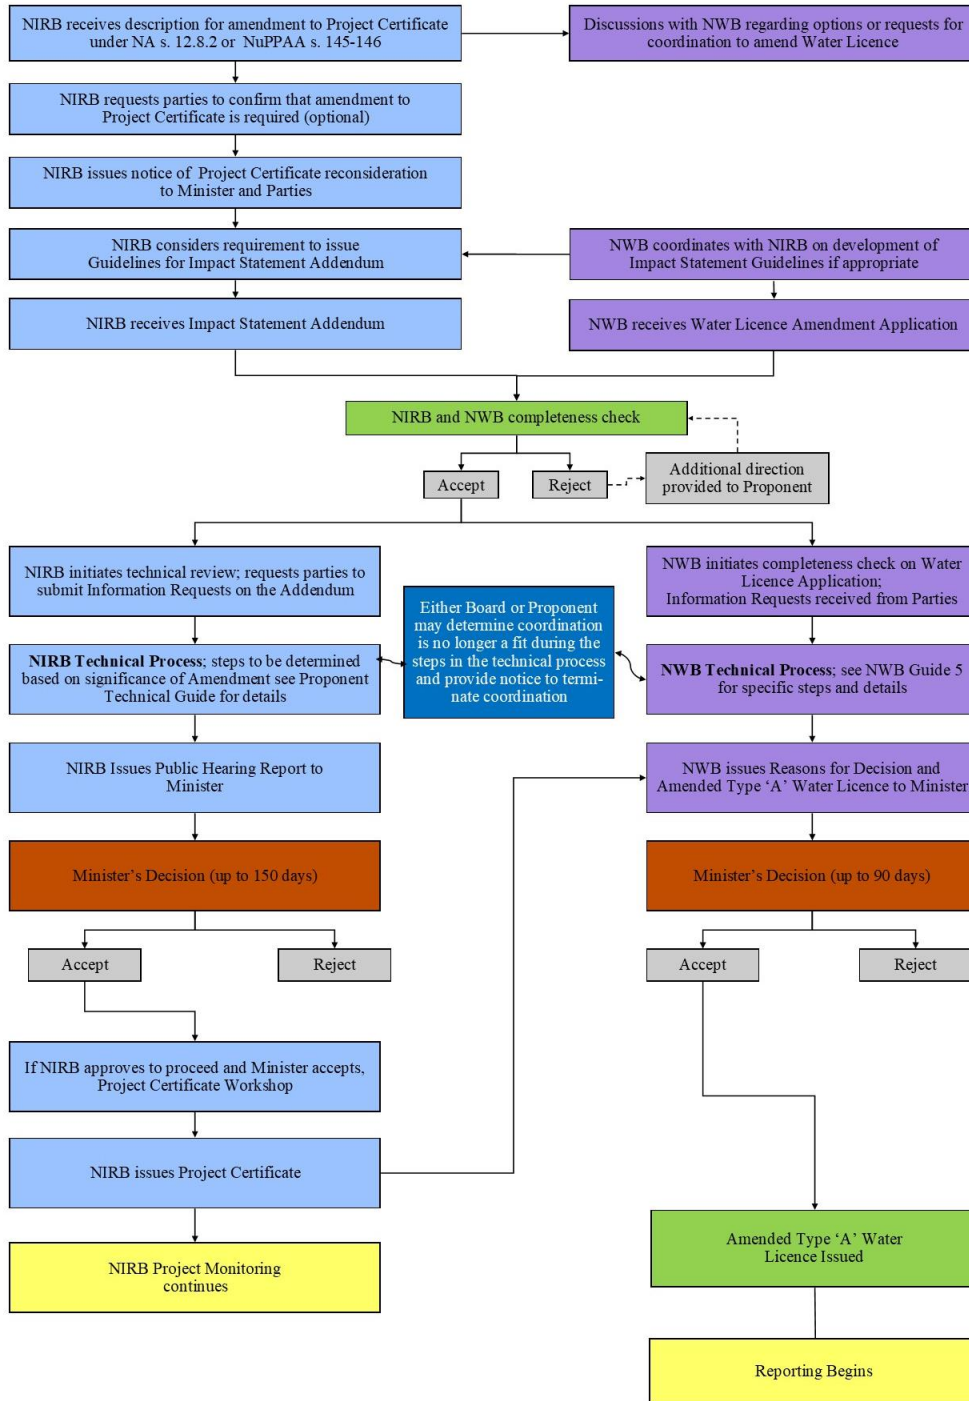 NIRB receives description for amendment to Project Certificate
under NA s. 12.8.2 or NuPPAA s. 145-146
Discussions with NWB regarding options or requests for
coordination to amend Water Licence
NIRB requests parties to confirm that amendment to
Project Certificate is required (optional)
NIRB issues notice of Project Certificate reconsideration
to Minister and Parties
NIRB considers requirement to issue
Guidelines for Impact Statement Addendum
NWB coordinates with NIRB on development of
Impact Statement Guidelines if appropriate
NIRB receives Impact Statement Addendum
NWB receives Water Licence Amendment Application
NIRB and NWB completeness check
Accept
Reject
Additional direction
provided to Proponent
NIRB initiates technical review; requests parties to
submit Information Requests on the Addendum
NWB initiates completeness check on Water
Licence Application;
Information Requests received from Parties
Either Board or Proponent
may determine coordination
is no longer a fit during the
steps in the technical process
and provide notice to termi-
nate coordination
NIRB Technical Process; steps to be determined
based on significance of Amendment see Proponent
Technical Guide for details
NWB Technical Process; see NWB Guide 5
for specific steps and details
NIRB Issues Public Hearing Report to
Minister
NWB issues Reasons for Decision and
Amended Type ‘A’ Water Licence to Minister
Minister’s Decision (up to 150 days)
Minister’s Decision (up to 90 days)
Accept
Reject
Accept
Reject
If NIRB approves to proceed and Minister accepts,
Project Certificate Workshop
NIRB issues Project Certificate
Amended Type ‘A’ Water
Licence Issued
NIRB Project Monitoring
continues
Reporting Begins